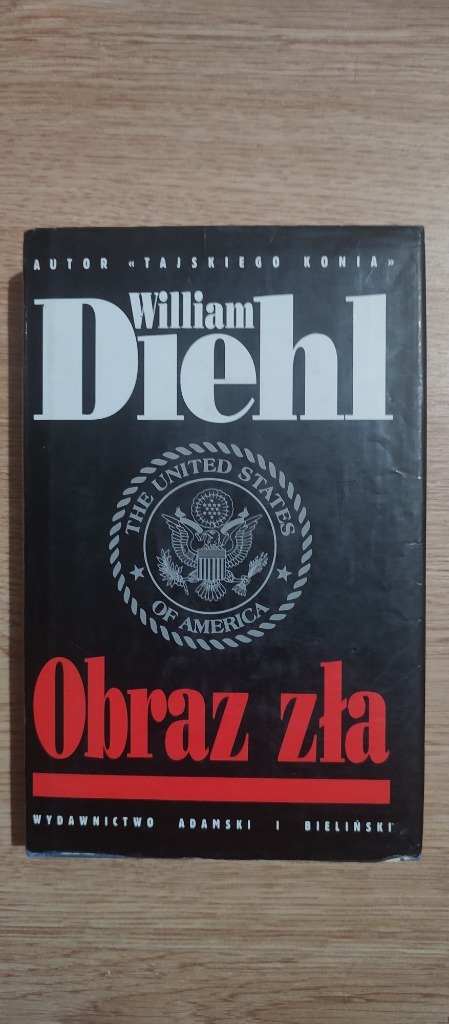 AUTOR «TAJSKIEGO KONIA»
William
Diehl
THE UNITED STATES
OF AMERICA
Obraz zła
WYDAWNICTWO ADAMSKI I BIELIŃSKI